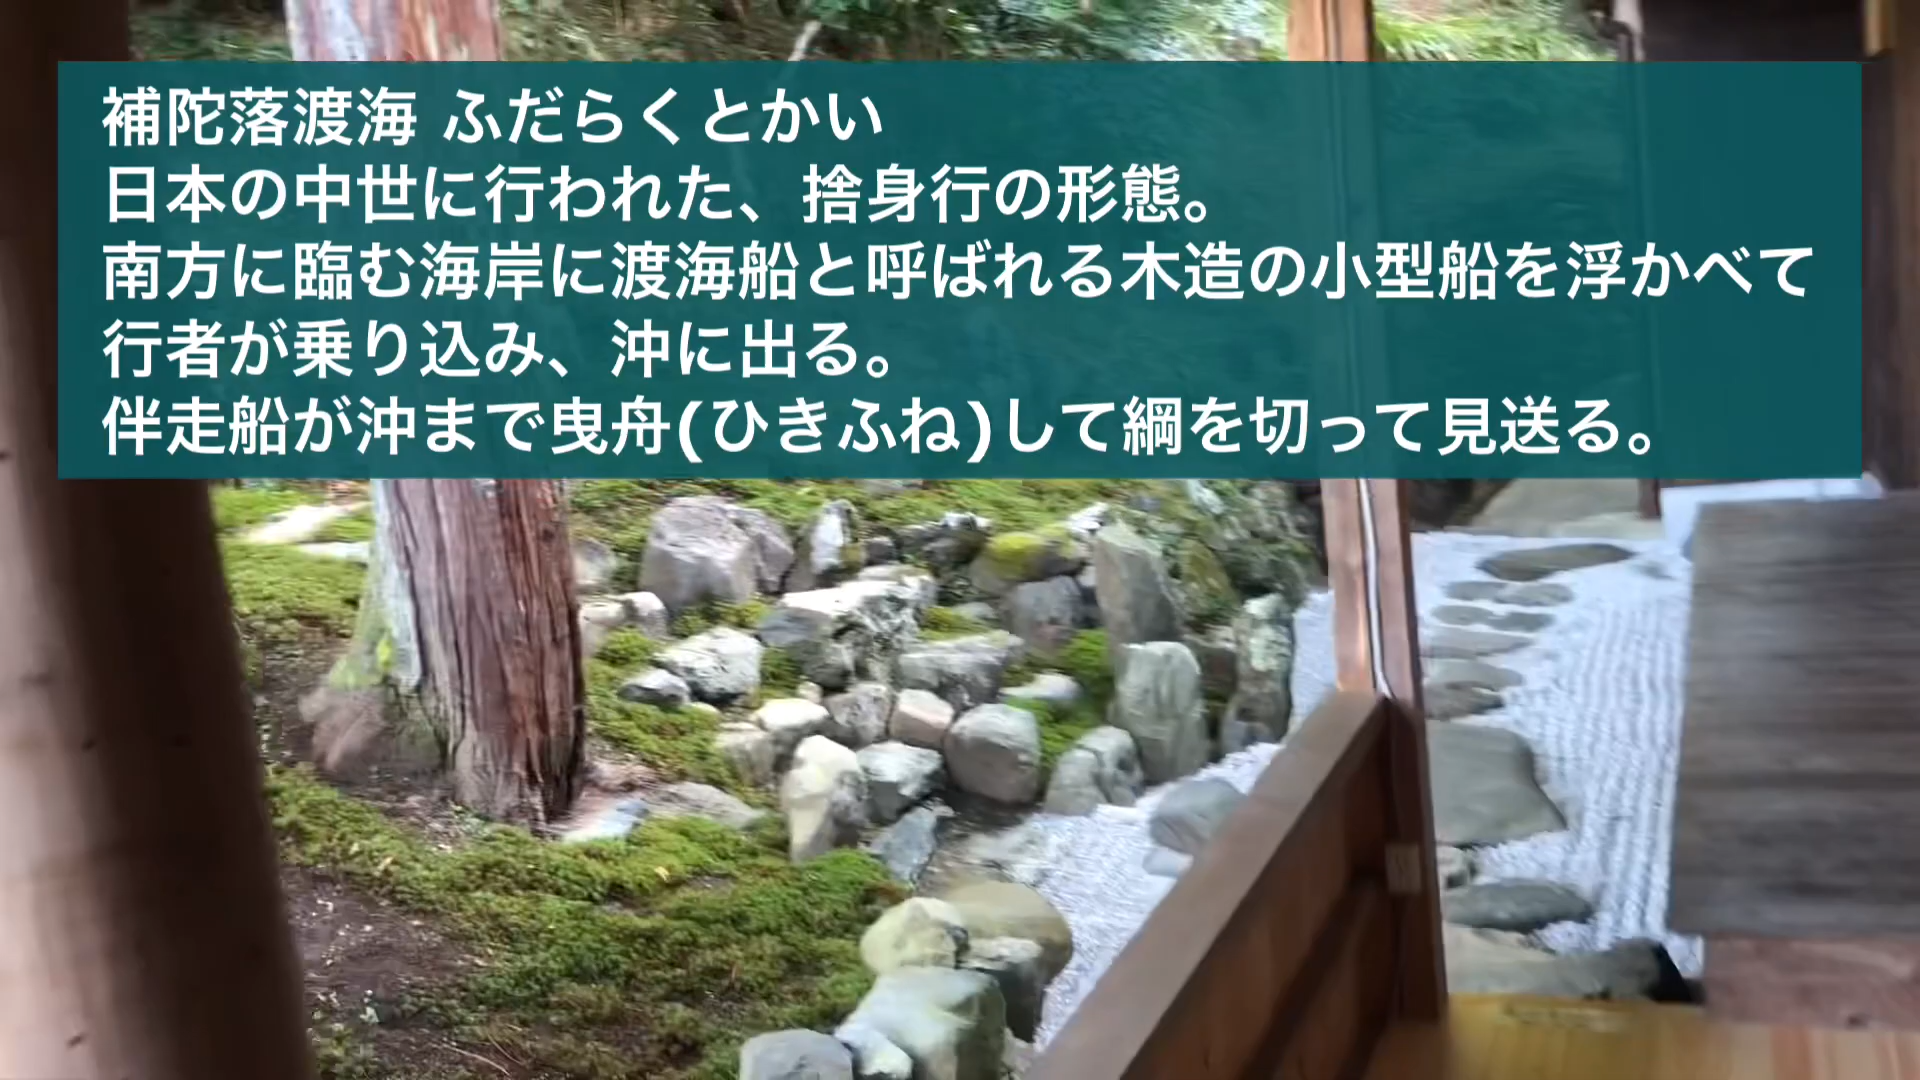 補陀落渡海 ふだらくとかい
日本の中世に行われた、捨身行の形態。
南方に臨む海岸に渡海船と呼ばれる木造の小型船を浮かべて
行者が乗り込み、沖に出る。
伴走船が沖まで曳舟(ひきふね)して綱を切って見送る。